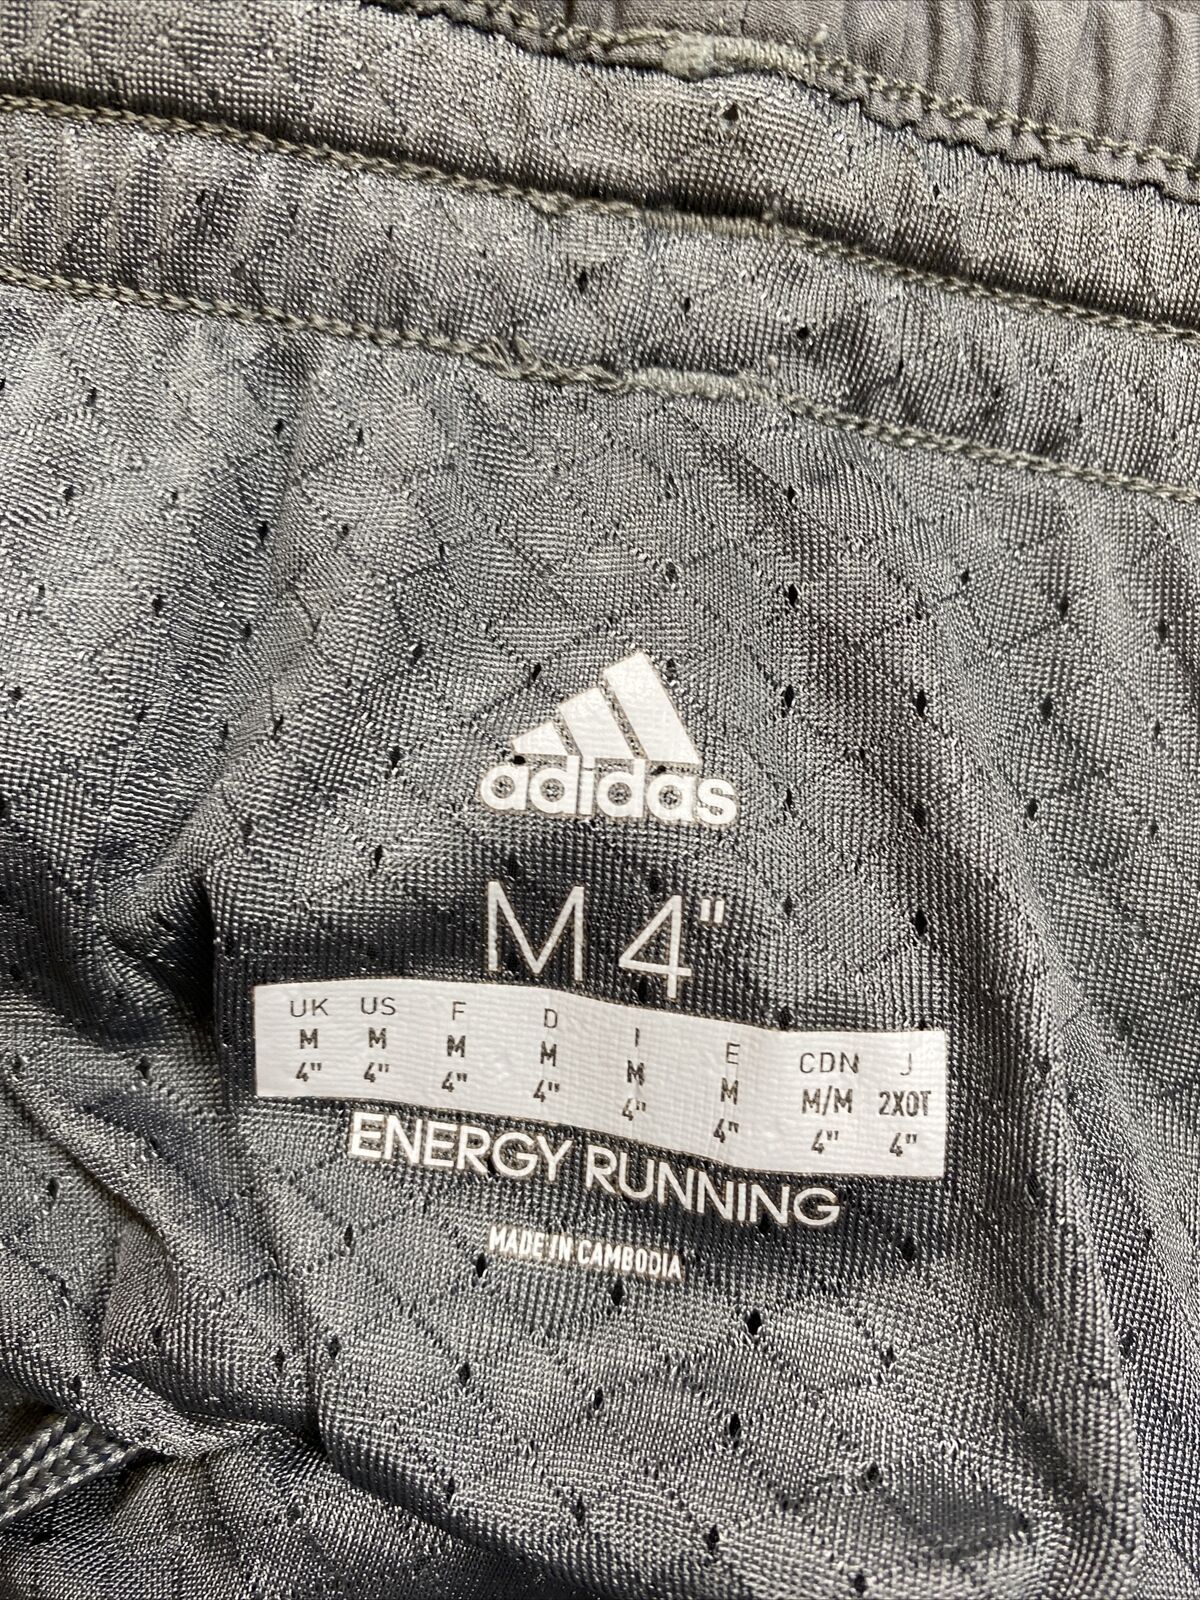 adidas
M 4"
UK US F D I E CDN J
M M M M M M M/M 2XOT
4" 4" 4" 4" 4" 4" 4" 4"
ENERGY RUNNING
MADE IN CAMBODIA